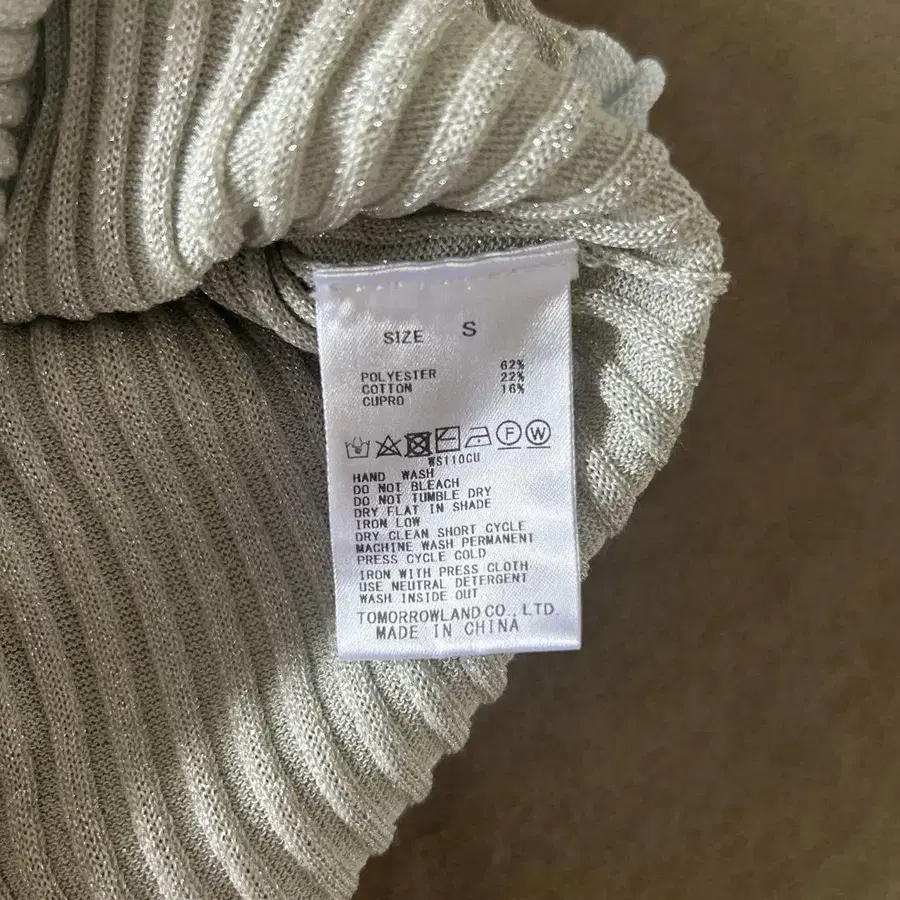 SIZE S
POLYESTER 62%
COTTON 22%
CUPRO 16%
F W
WS110CU
HAND WASH
DO NOT BLEACH
DO NOT TUMBLE DRY
DRY FLAT IN SHADE
IRON LOW
DRY CLEAN SHORT CYCLE
MACHINE WASH PERMANENT
PRESS CYCLE COLD
IRON WITH PRESS CLOTH
USE NEUTRAL DETERGENT
WASH INSIDE OUT
TOMORROWLAND CO., LTD.
MADE IN CHINA